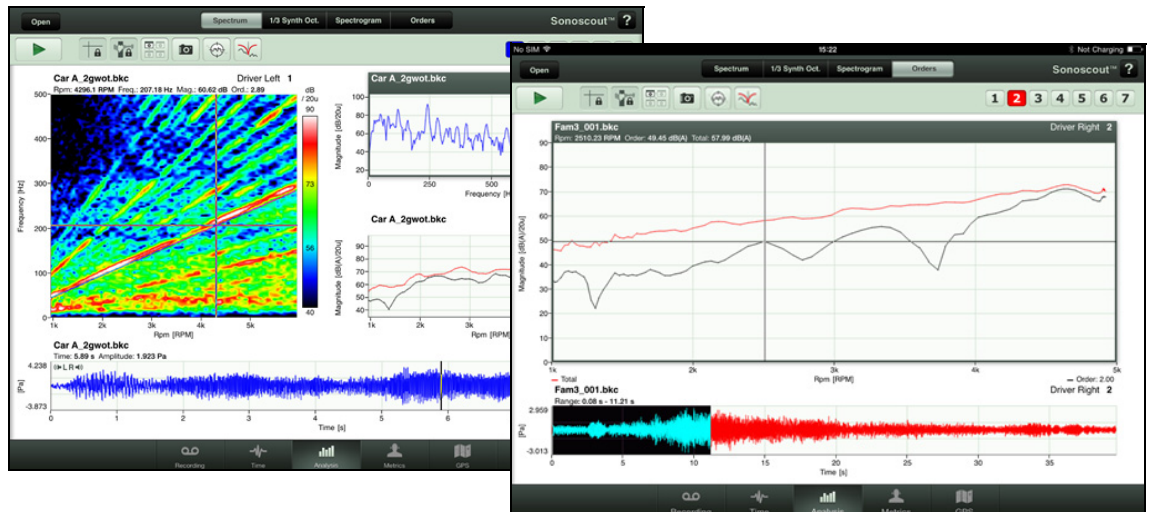 Open
Spectrum 1/3 Synth Oct. Spectrogram Orders
Sonoscout™ ?
Car A_2gwot.bkc Driver Left 1
Rpm: 4296.1 RPM Freq.: 207.18 Hz Mag.: 60.62 dB Ord.: 2.89
dB
/ 20u
90
73
56
40
Frequency [Hz]
500
400
300
200
100
0
1k 2k 3k 4k 5k
Rpm [RPM]
Car A_2gwot.bkc
Magnitude [dB/20u]
100
80
60
40
20
0 250 500
Car A_2gwot.bkc
Magnitude [dB(A)/20u]
90
80
70
60
50
40
1k 2k 3k
Rpm [RPM]
Car A_2gwot.bkc
Time: 5.89 s Amplitude: 1.923 Pa
L R
4.238
[Pa]
-3.873
0 1 2 3 4 5 6
Time [s]
Recording Time Analysis Metrics GPS
No SIM 15:22 Not Charging
Open
Spectrum 1/3 Synth Oct. Spectrogram Orders
Sonoscout™ ?
1 2 3 4 5 6 7
Fam3_001.bkc Driver Right 2
Rpm: 2510.23 RPM Order: 49.45 dB(A) Total: 57.99 dB(A)
Magnitude [dB(A)/20u]
90
80
70
60
50
40
30
20
10
0
1k 2k 3k 4k 5k
Total Rpm [RPM] Order: 2.00
Fam3_001.bkc Driver Right 2
Range: 0.08 s - 11.21 s
2.959
[Pa]
-3.013
0 5 10 15 20 25 30 35
Time [s]
Recording Time Analysis Metrics GPS